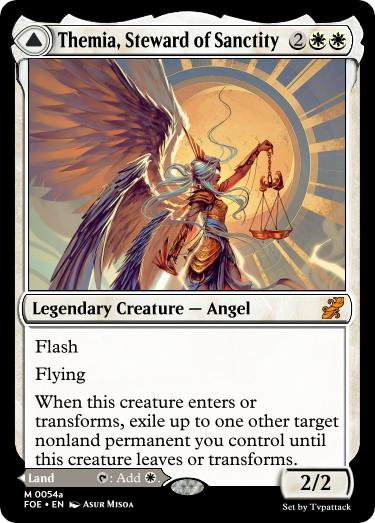 Themia, Steward of Sanctity 2
Legendary Creature — Angel
Flash
Flying
When this creature enters or
transforms, exile up to one other target
nonland permanent you control until
this creature leaves or transforms.
Land : Add .
2/2
M 0054a
FOE • EN Asur Misoa
Set by Tvpattack